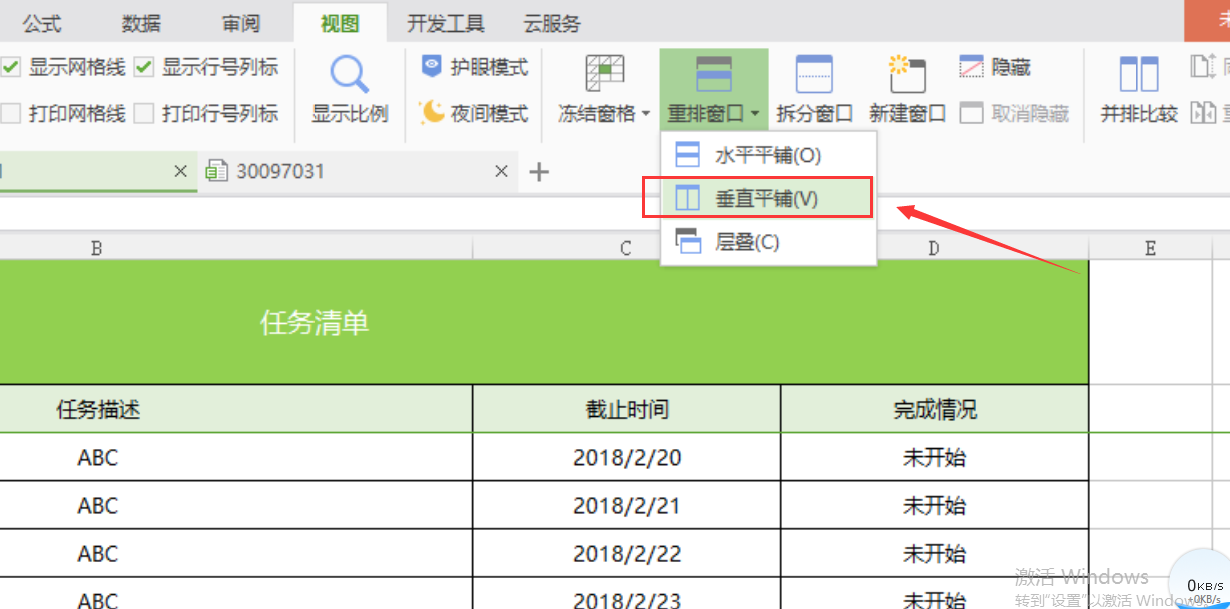 公式 数据 审阅 视图 开发工具 云服务
显示网格线 显示行号列标 护眼模式 隐藏
打印网格线 打印行号列标 显示比例 夜间模式 冻结窗格 重排窗口 拆分窗口 新建窗口 取消隐藏 并排比较
30097031
水平平铺(O)
垂直平铺(V)
层叠(C)
B C D E
任务清单
任务描述 截止时间 完成情况
ABC 2018/2/20 未开始
ABC 2018/2/21 未开始
ABC 2018/2/22 未开始
ABC 2018/2/23 未开始
激活 Windows
转到"设置"以激活 Windows
0KB/S
+0KB/s